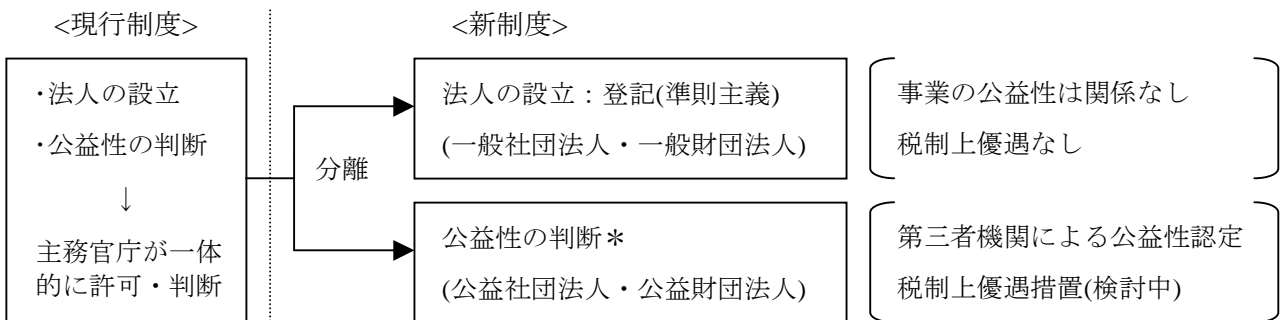 <現行制度>
<新制度>
・法人の設立
・公益性の判断
↓
主務官庁が一体
的に許可・判断
分離
法人の設立：登記(準則主義)
(一般社団法人・一般財団法人)
事業の公益性は関係なし
税制上優遇なし
公益性の判断＊
(公益社団法人・公益財団法人)
第三者機関による公益性認定
税制上優遇措置(検討中)